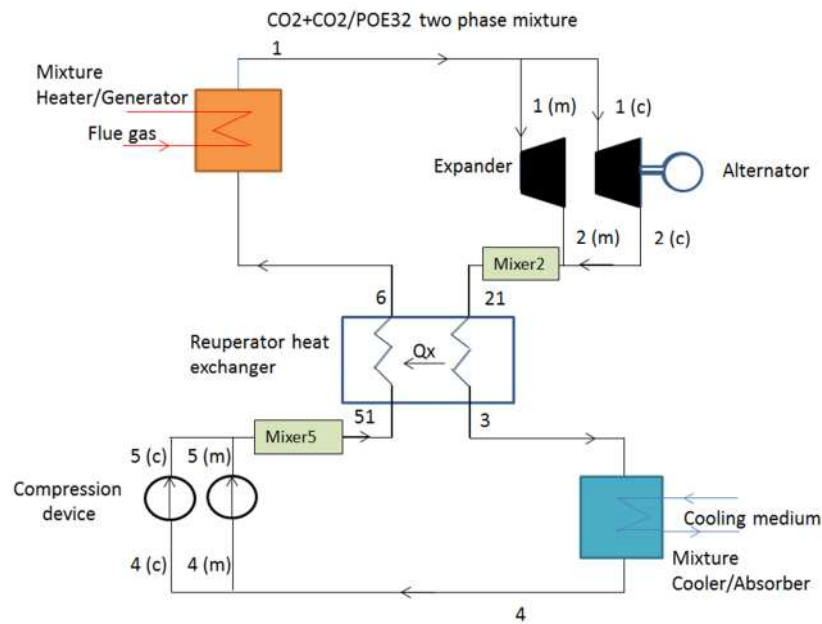 CO2+CO2/POE32 two phase mixture
1
Mixture
Heater/Generator
Flue gas
1 (m)
1 (c)
Expander
Alternator
2 (m)
2 (c)
Mixer2
6
21
Reuperator heat
exchanger
Qx
51
3
Mixer5
5 (c)
5 (m)
Compression
device
Cooling medium
4 (c)
4 (m)
Mixture
Cooler/Absorber
4